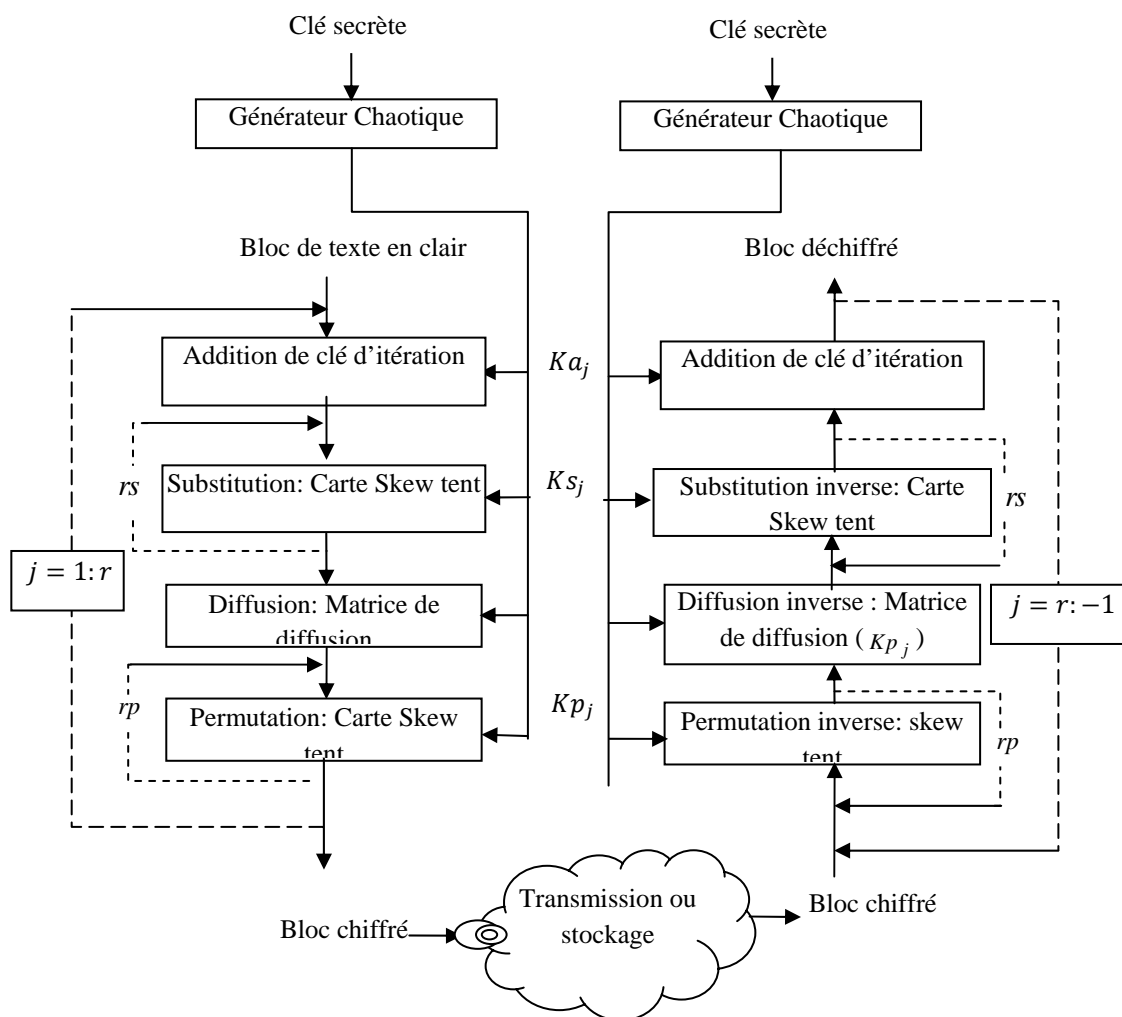 Clé secrète
Clé secrète
Générateur Chaotique
Générateur Chaotique
Bloc de texte en clair
Bloc déchiffré
Addition de clé d'itération
Ka_j
Addition de clé d'itération
rs
Substitution: Carte Skew tent
Ks_j
Substitution inverse: Carte
Skew tent
rs
j = 1: r
Diffusion: Matrice de
diffusion
Diffusion inverse : Matrice
de diffusion ( Kp_j )
j = r: −1
rp
Permutation: Carte Skew
tent
Kp_j
Permutation inverse: skew
tent
rp
Bloc chiffré
Transmission ou
stockage
Bloc chiffré